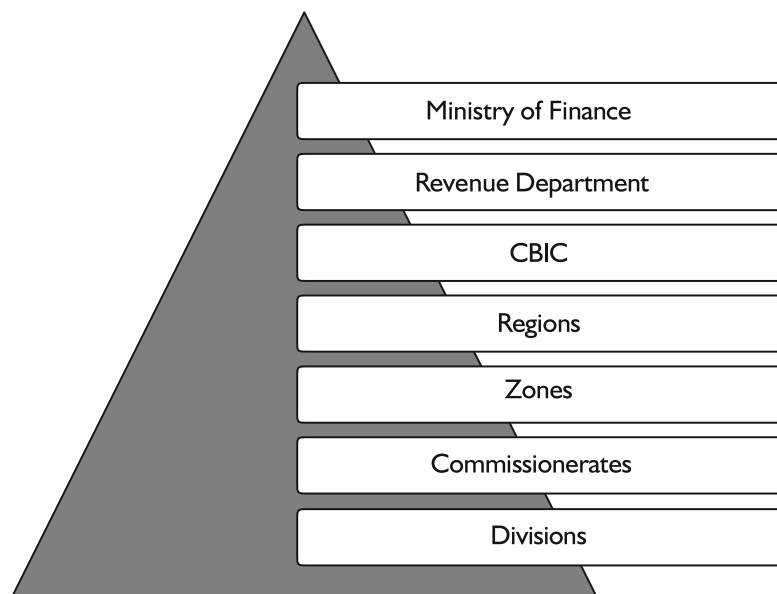 Ministry of Finance
Revenue Department
CBIC
Regions
Zones
Commissionerates
Divisions